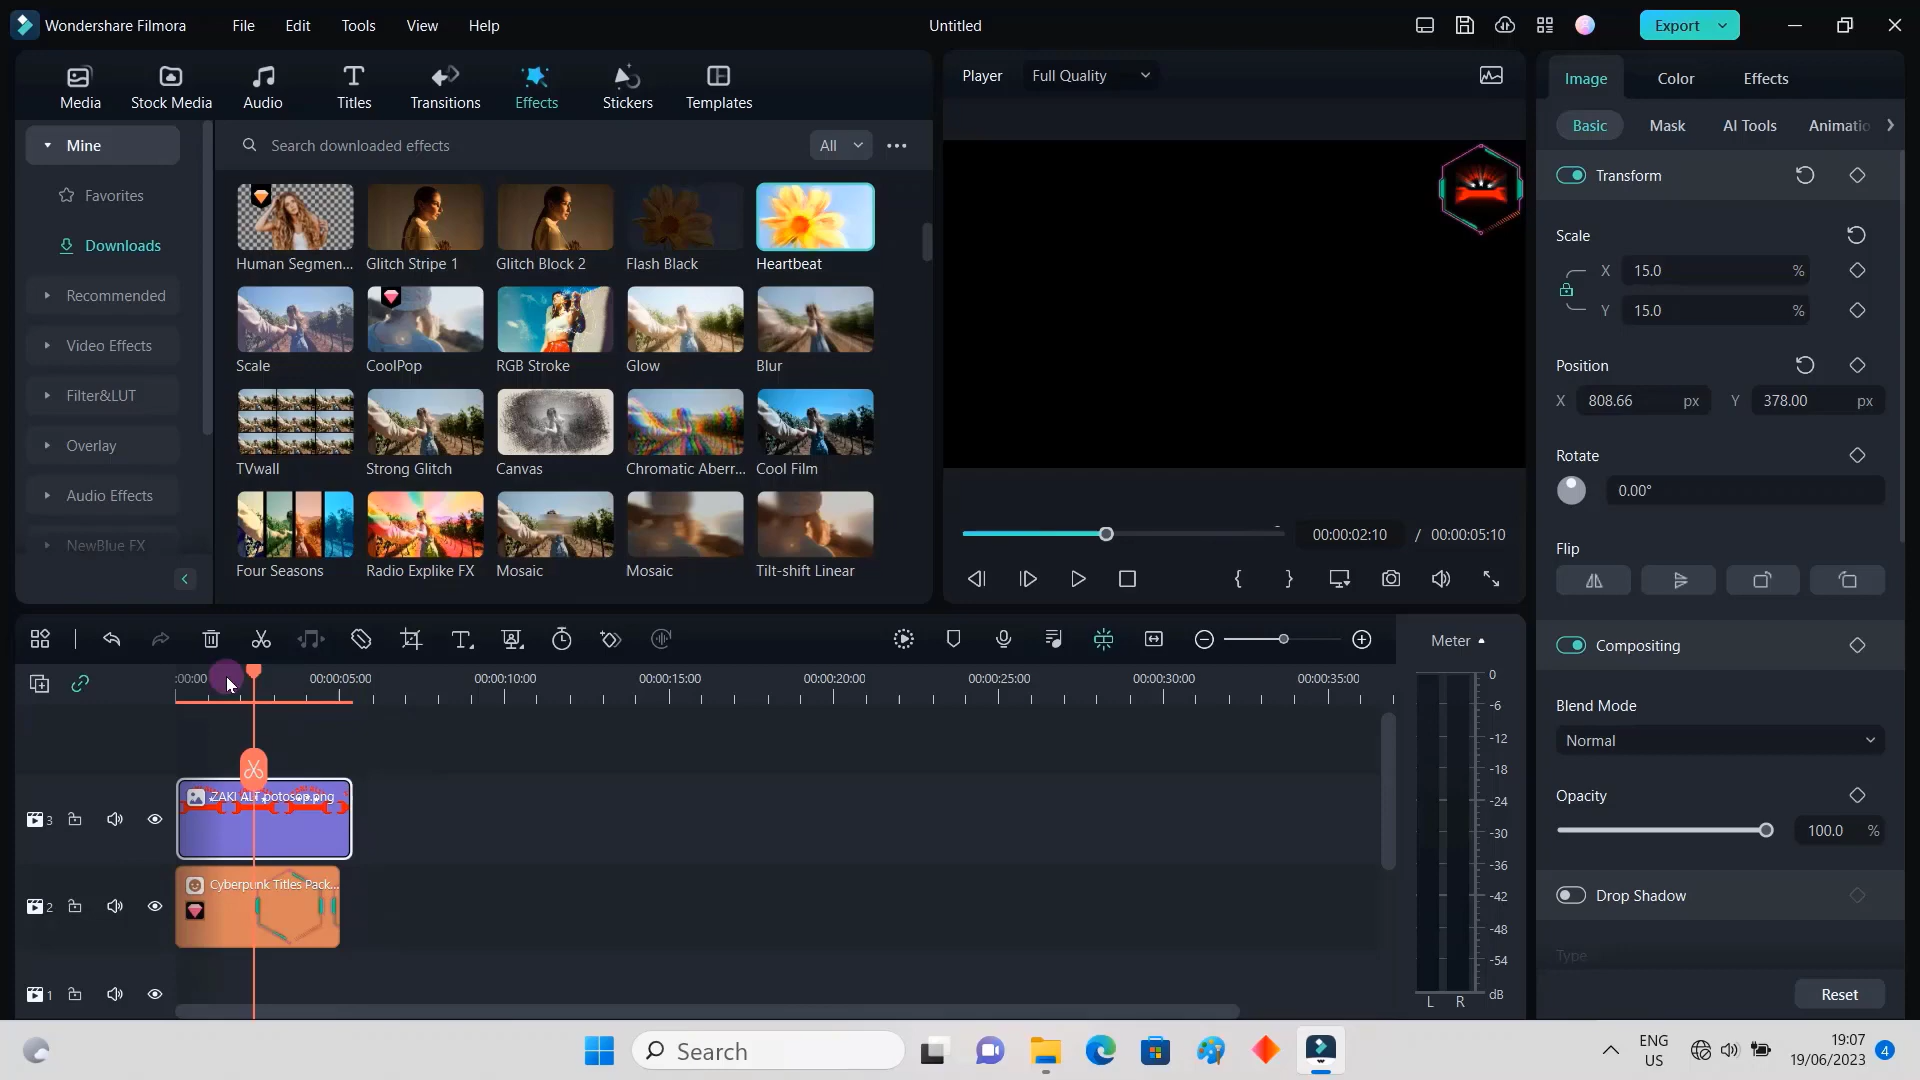 Wondershare Filmora
File
Edit
Tools
View
Help
Untitled
Export
Media
Stock Media
Audio
Titles
Transitions
Effects
Stickers
Templates
Player
Full Quality
Image
Color
Effects
Mine
Search downloaded effects
All
Basic
Mask
AI Tools
Animatio
Favorites
Downloads
Recommended
Video Effects
Filter&LUT
Overlay
Audio Effects
NewBlue FX
Human Segmen...
Glitch Stripe 1
Glitch Block 2
Flash Black
Heartbeat
Scale
CoolPop
RGB Stroke
Glow
Blur
TVwall
Strong Glitch
Canvas
Chromatic Aberr...
Cool Film
Four Seasons
Radio Explike FX
Mosaic
Mosaic
Tilt-shift Linear
00:00:02:10 / 00:00:05:10
Transform
Scale
X 15.0 %
Y 15.0 %
Position
X 808.66 px Y 378.00 px
Rotate
0.00°
Flip
Compositing
Blend Mode
Normal
Opacity
100.0 %
Drop Shadow
Type
Reset
Meter
:00:00
00:00:05:00
00:00:10:00
00:00:15:00
00:00:20:00
00:00:25:00
00:00:30:00
00:00:35:00
ZAKI ALT potosop.png
3
Cyberpunk Titles Pack...
2
1
0
-6
-12
-18
-24
-30
-36
-42
-48
-54
dB
L R
Search
ENG
US
19:07
19/06/2023
4